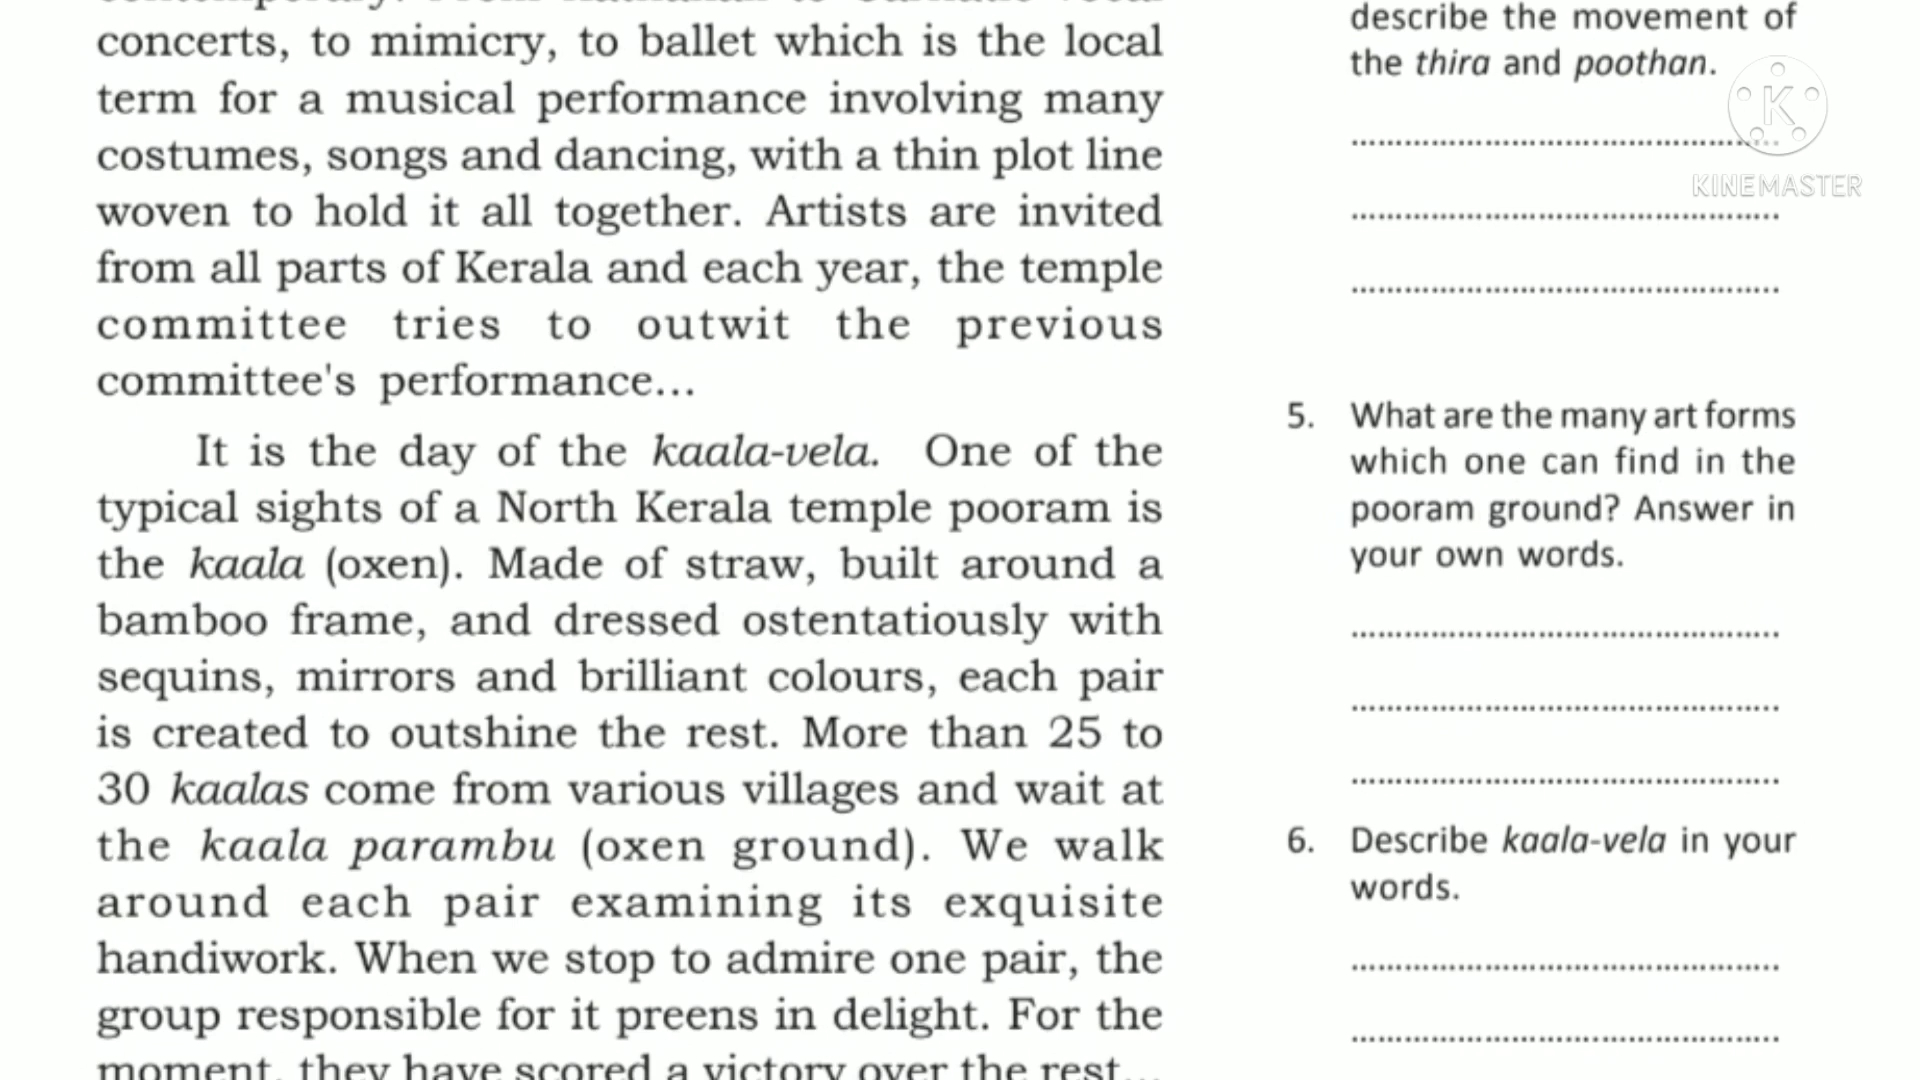 concerts, to mimicry, to ballet which is the local
term for a musical performance involving many
costumes, songs and dancing, with a thin plot line
woven to hold it all together. Artists are invited
from all parts of Kerala and each year, the temple
committee tries to outwit the previous
committee's performance...
It is the day of the kaala-vela. One of the
typical sights of a North Kerala temple pooram is
the kaala (oxen). Made of straw, built around a
bamboo frame, and dressed ostentatiously with
sequins, mirrors and brilliant colours, each pair
is created to outshine the rest. More than 25 to
30 kaalas come from various villages and wait at
the kaala parambu (oxen ground). We walk
around each pair examining its exquisite
handiwork. When we stop to admire one pair, the
group responsible for it preens in delight. For the
moment, they have scored a victory over the rest...
describe the movement of
the thira and poothan.
K
KINEMASTER
5. What are the many art forms
which one can find in the
pooram ground? Answer in
your own words.
6. Describe kaala-vela in your
words.